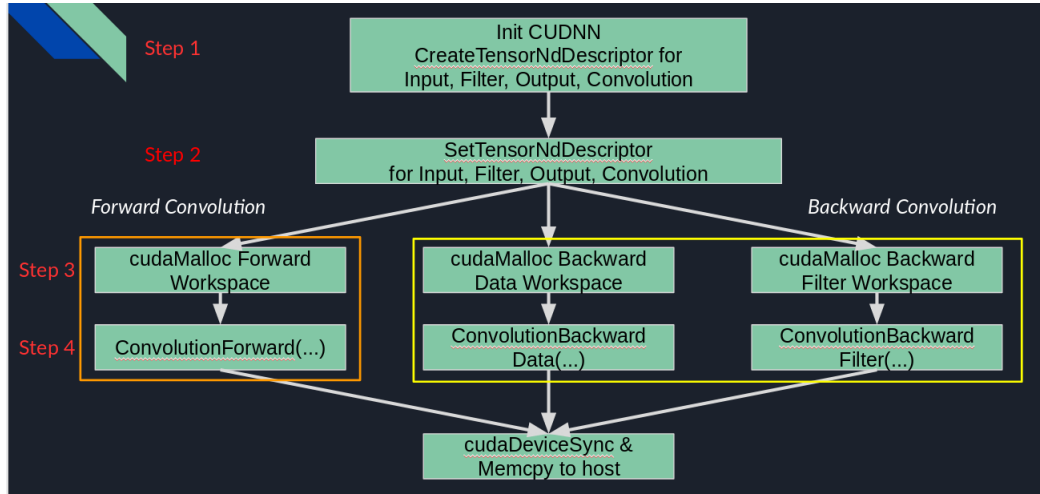 Step 1
Init CUDNN
CreateTensorNdDescriptor for
Input, Filter, Output, Convolution
Step 2
SetTensorNdDescriptor
for Input, Filter, Output, Convolution
Forward Convolution
Backward Convolution
Step 3
cudaMalloc Forward
Workspace
cudaMalloc Backward
Data Workspace
cudaMalloc Backward
Filter Workspace
Step 4
ConvolutionForward(...)
ConvolutionBackward
Data(...)
ConvolutionBackward
Filter(...)
cudaDeviceSync &
Memcpy to host